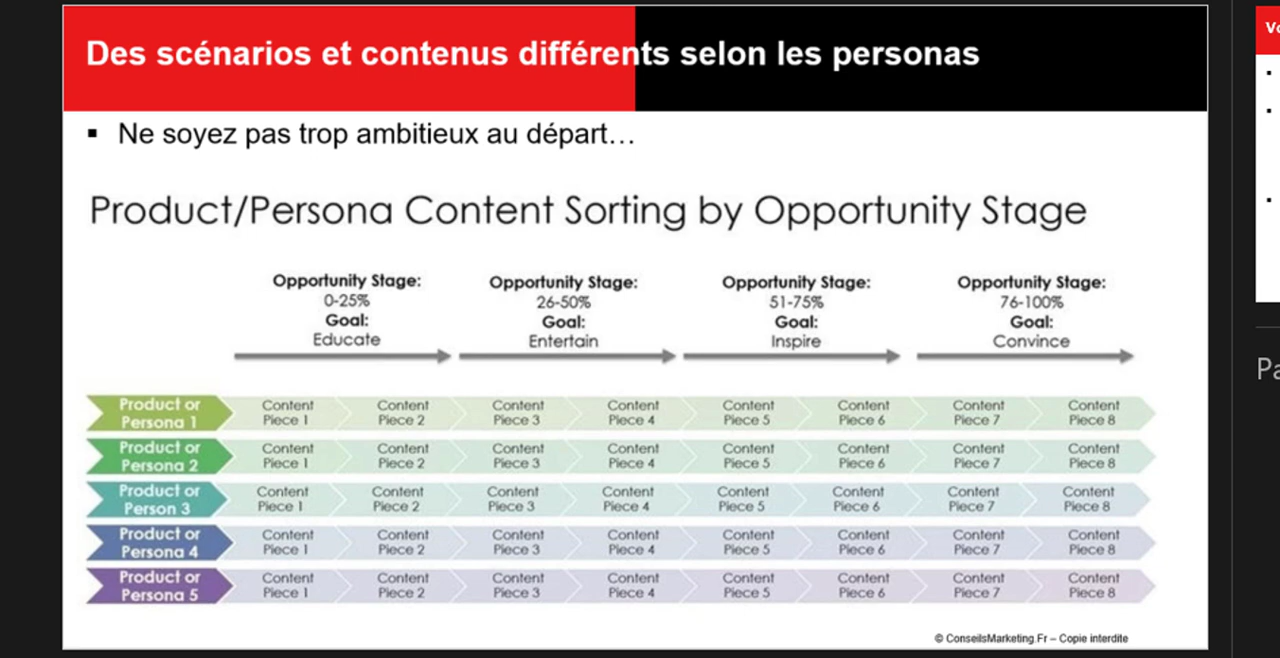 Des scénarios et contenus différents selon les personas
▪ Ne soyez pas trop ambitieux au départ…
Product/Persona Content Sorting by Opportunity Stage
Opportunity Stage: Opportunity Stage: Opportunity Stage: Opportunity Stage:
0-25% 26-50% 51-75% 76-100%
Goal: Goal: Goal: Goal:
Educate Entertain Inspire Convince
Product or Content Content Content Content Content Content Content Content
Persona 1 Piece 1 Piece 2 Piece 3 Piece 4 Piece 5 Piece 6 Piece 7 Piece 8
Product or Content Content Content Content Content Content Content Content
Persona 2 Piece 1 Piece 2 Piece 3 Piece 4 Piece 5 Piece 6 Piece 7 Piece 8
Product or Content Content Content Content Content Content Content Content
Person 3 Piece 1 Piece 2 Piece 3 Piece 4 Piece 5 Piece 6 Piece 7 Piece 8
Product or Content Content Content Content Content Content Content Content
Persona 4 Piece 1 Piece 2 Piece 3 Piece 4 Piece 5 Piece 6 Piece 7 Piece 8
Product or Content Content Content Content Content Content Content Content
Persona 5 Piece 1 Piece 2 Piece 3 Piece 4 Piece 5 Piece 6 Piece 7 Piece 8
© ConseilsMarketing.Fr – Copie interdite